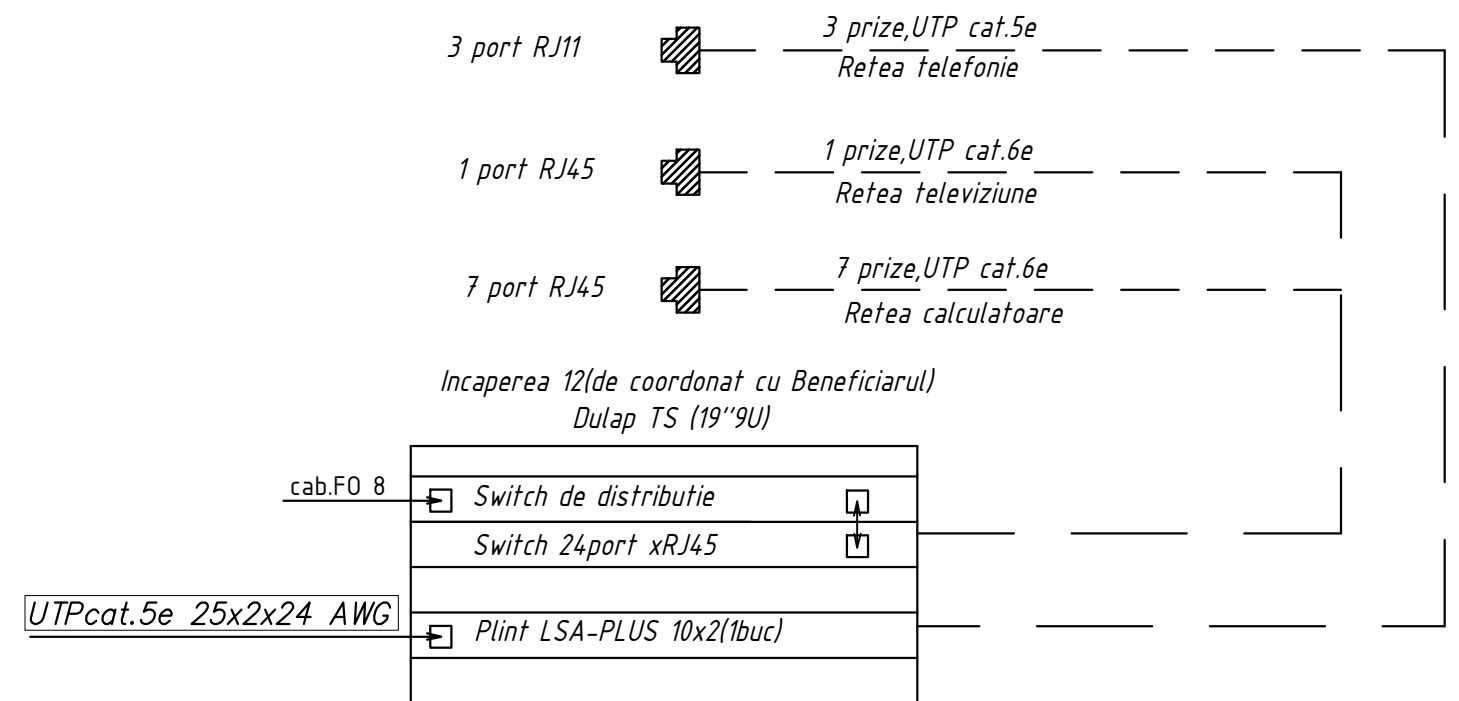 3 port RJ11
3 prize,UTP cat.5e
Retea telefonie
1 port RJ45
1 prize,UTP cat.6e
Retea televiziune
7 port RJ45
7 prize,UTP cat.6e
Retea calculatoare
Incaperea 12(de coordonat cu Beneficiarul)
Dulap TS (19''9U)
cab.FO 8
Switch de distributie
Switch 24port xRJ45
UTPcat.5e 25x2x24 AWG
Plint LSA-PLUS 10x2(1buc)